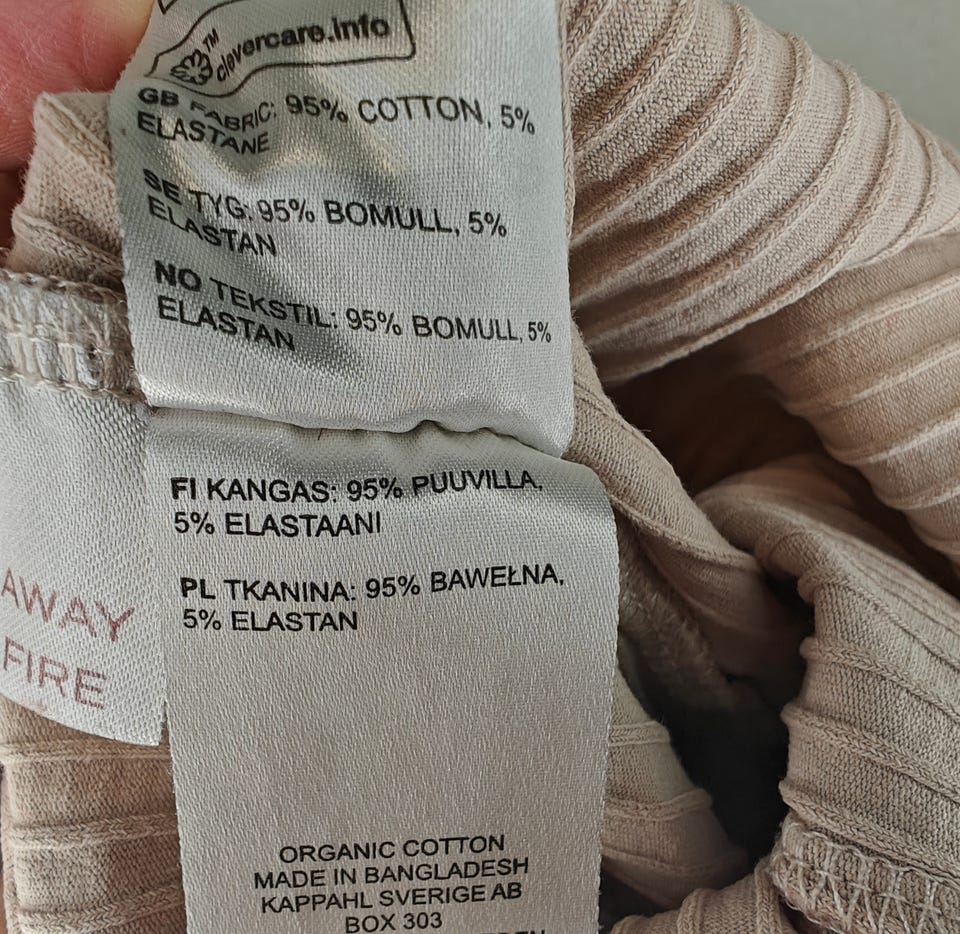 clevercare.info
TM
GB FABRIC: 95% COTTON, 5%
ELASTANE
SE TYG: 95% BOMULL, 5%
ELASTAN
NO TEKSTIL: 95% BOMULL, 5%
ELASTAN
FI KANGAS: 95% PUUVILLA,
5% ELASTAANI
PL TKANINA: 95% BAWEŁNA,
5% ELASTAN
AWAY
FIRE
ORGANIC COTTON
MADE IN BANGLADESH
KAPPAHL SVERIGE AB
BOX 303